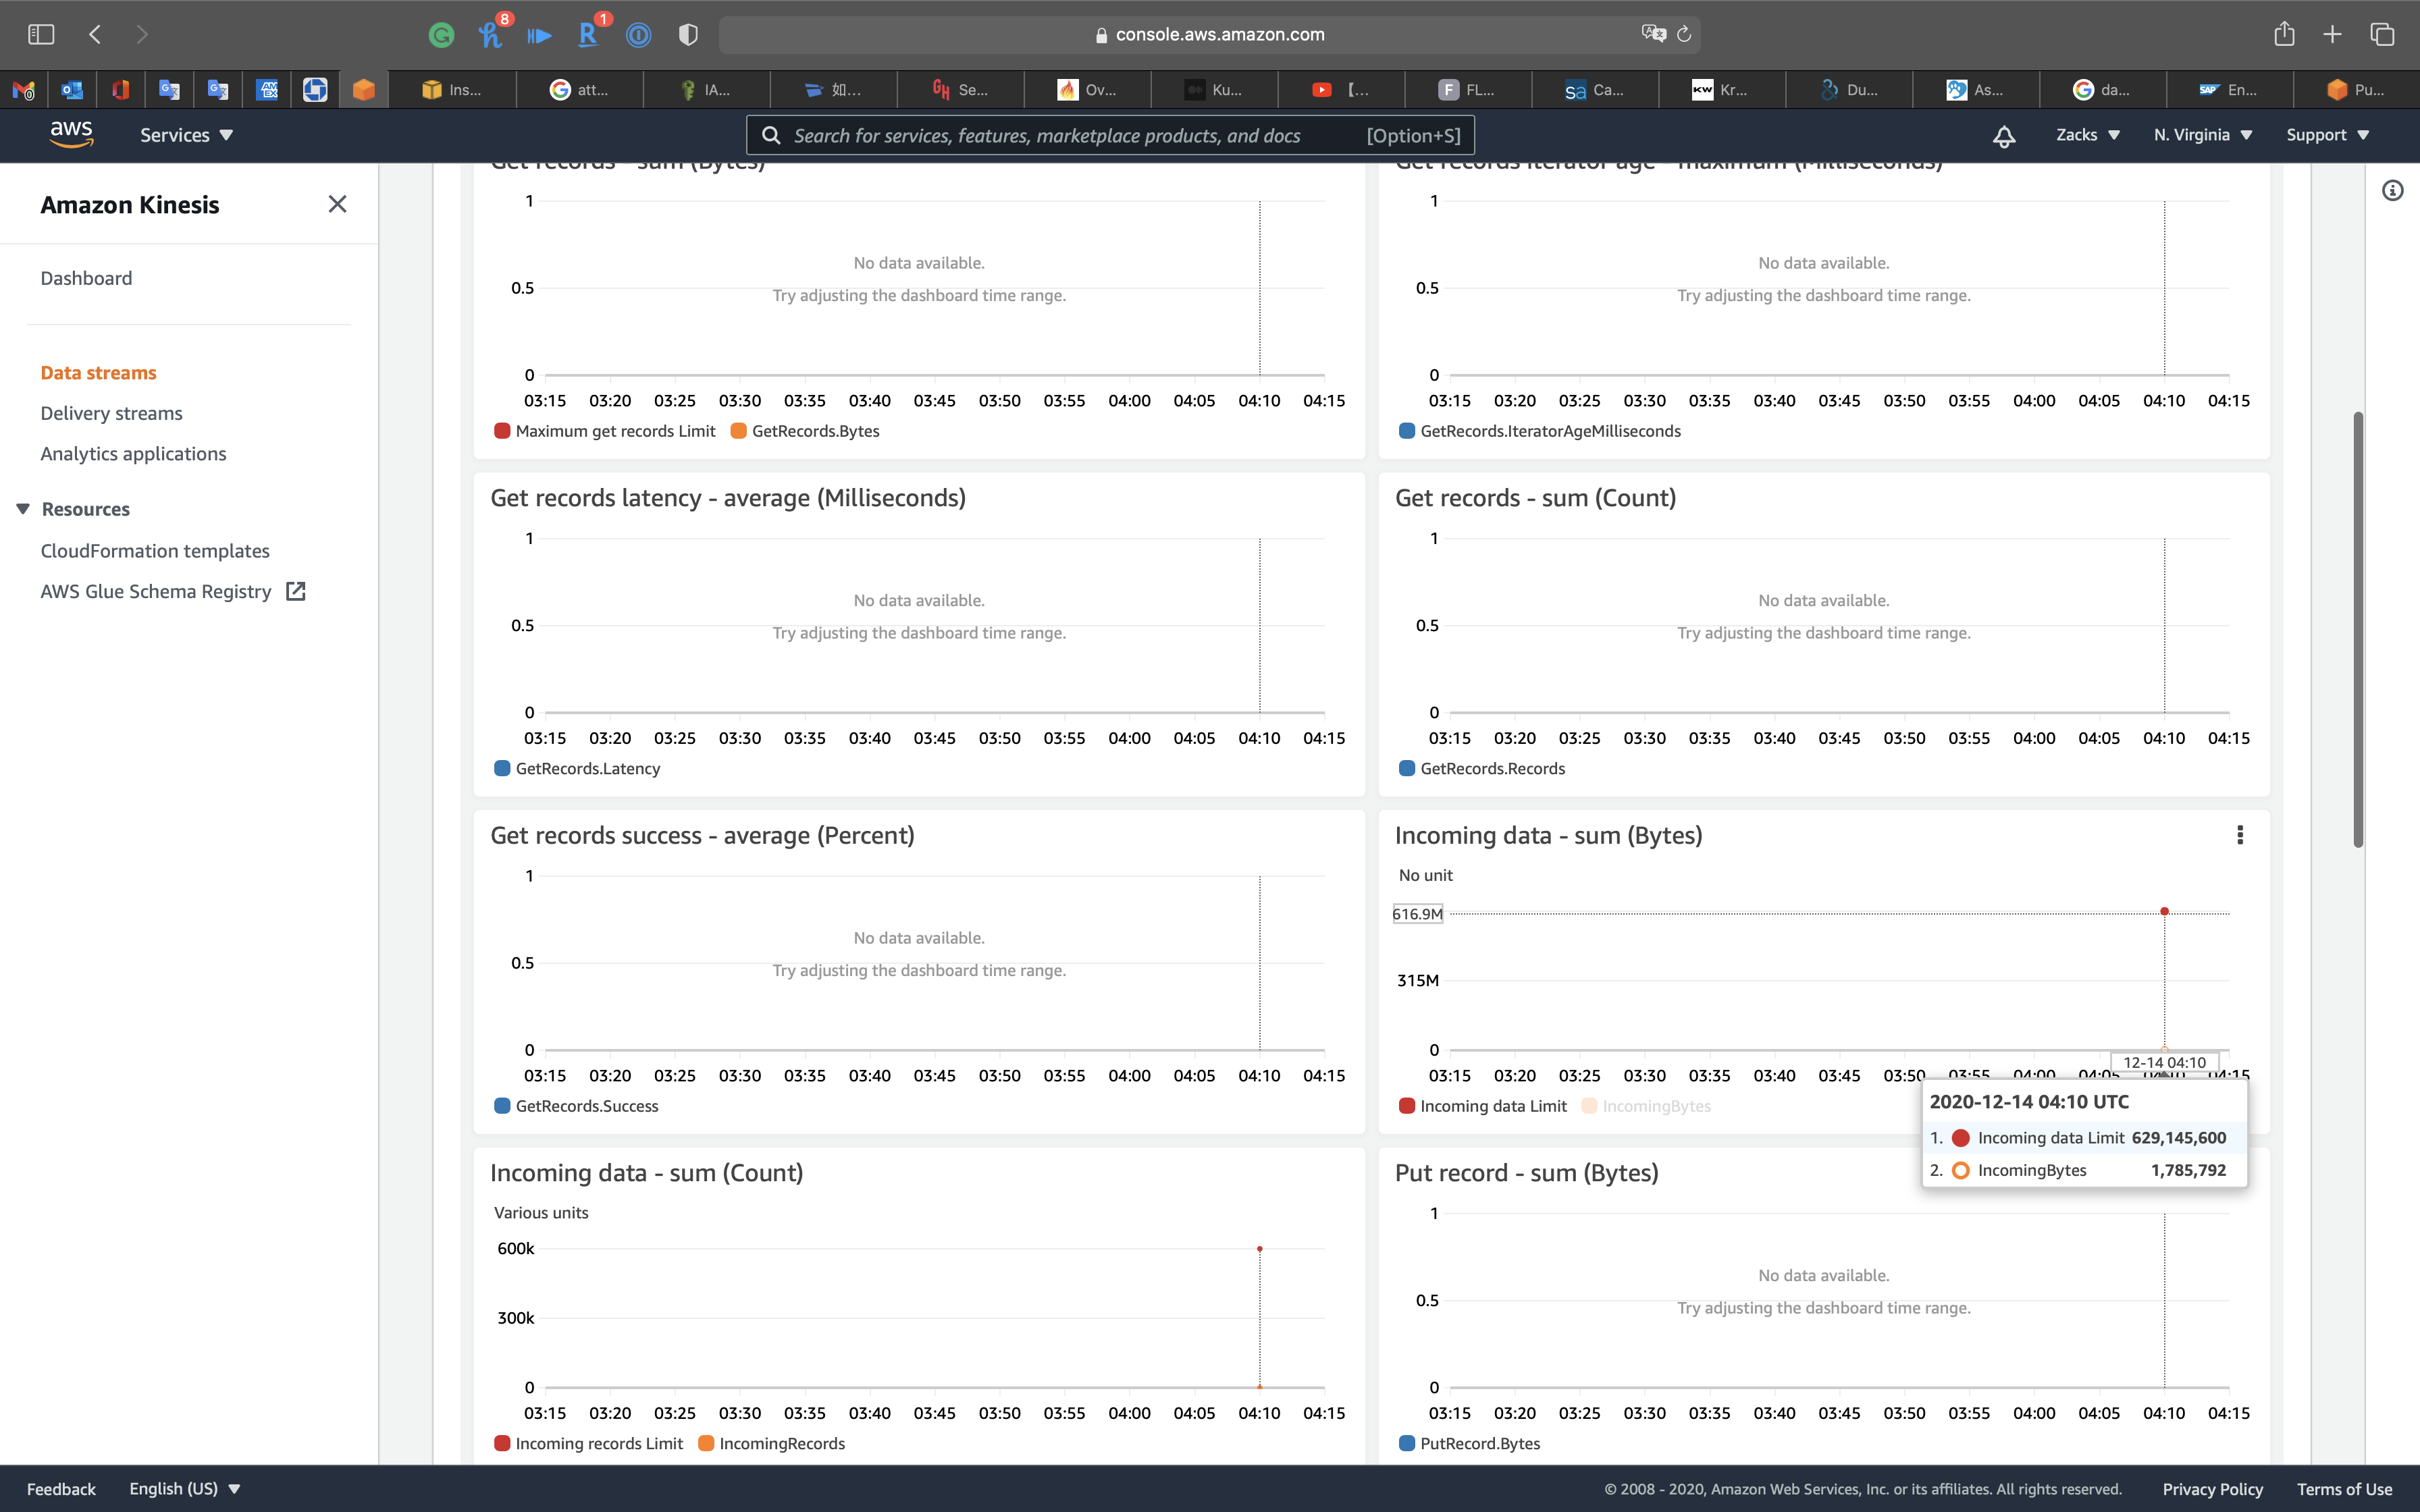 8
1
console.aws.amazon.com
Ins...
att...
IA...
如...
Se...
Ov...
Ku...
【...
F
FL...
sa
Ca...
KW
Kr...
Du...
As...
da...
SAP
En...
Pu...
aws
Services
Search for services, features, marketplace products, and docs
[Option+S]
Zacks
N. Virginia
Support
Amazon Kinesis
Dashboard
Data streams
Delivery streams
Analytics applications
Resources
CloudFormation templates
AWS Glue Schema Registry
Get records - sum (Bytes)
1
0.5
0
No data available.
Try adjusting the dashboard time range.
03:15 03:20 03:25 03:30 03:35 03:40 03:45 03:50 03:55 04:00 04:05 04:10 04:15
Maximum get records Limit GetRecords.Bytes
Get records iterator age - maximum (Milliseconds)
1
0.5
0
No data available.
Try adjusting the dashboard time range.
03:15 03:20 03:25 03:30 03:35 03:40 03:45 03:50 03:55 04:00 04:05 04:10 04:15
GetRecords.IteratorAgeMilliseconds
Get records latency - average (Milliseconds)
1
0.5
0
No data available.
Try adjusting the dashboard time range.
03:15 03:20 03:25 03:30 03:35 03:40 03:45 03:50 03:55 04:00 04:05 04:10 04:15
GetRecords.Latency
Get records - sum (Count)
1
0.5
0
No data available.
Try adjusting the dashboard time range.
03:15 03:20 03:25 03:30 03:35 03:40 03:45 03:50 03:55 04:00 04:05 04:10 04:15
GetRecords.Records
Get records success - average (Percent)
1
0.5
0
No data available.
Try adjusting the dashboard time range.
03:15 03:20 03:25 03:30 03:35 03:40 03:45 03:50 03:55 04:00 04:05 04:10 04:15
GetRecords.Success
Incoming data - sum (Bytes)
No unit
616.9M
315M
0
12-14 04:10
03:15 03:20 03:25 03:30 03:35 03:40 03:45 03:50 03:55 04:00 04:05 04:10 04:15
Incoming data Limit IncomingBytes
2020-12-14 04:10 UTC
1. Incoming data Limit 629,145,600
2. IncomingBytes 1,785,792
Incoming data - sum (Count)
Various units
600k
300k
0
03:15 03:20 03:25 03:30 03:35 03:40 03:45 03:50 03:55 04:00 04:05 04:10 04:15
Incoming records Limit IncomingRecords
Put record - sum (Bytes)
1
0.5
0
No data available.
Try adjusting the dashboard time range.
03:15 03:20 03:25 03:30 03:35 03:40 03:45 03:50 03:55 04:00 04:05 04:10 04:15
PutRecord.Bytes
Feedback
English (US)
© 2008 - 2020, Amazon Web Services, Inc. or its affiliates. All rights reserved.
Privacy Policy
Terms of Use